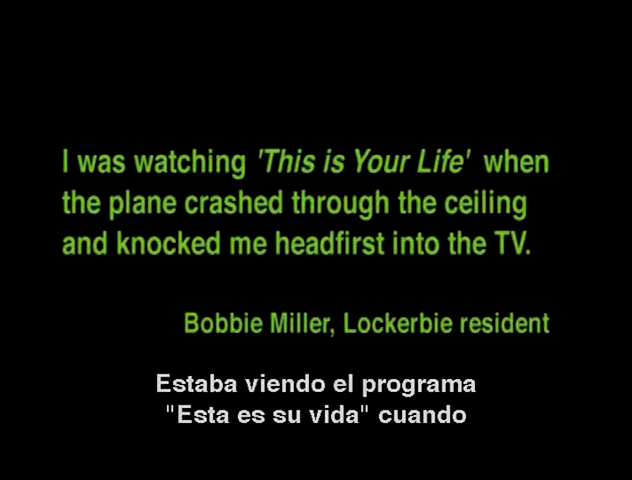 I was watching 'This is Your Life' when
the plane crashed through the ceiling
and knocked me headfirst into the TV.
Bobbie Miller, Lockerbie resident
Estaba viendo el programa
"Esta es su vida" cuando